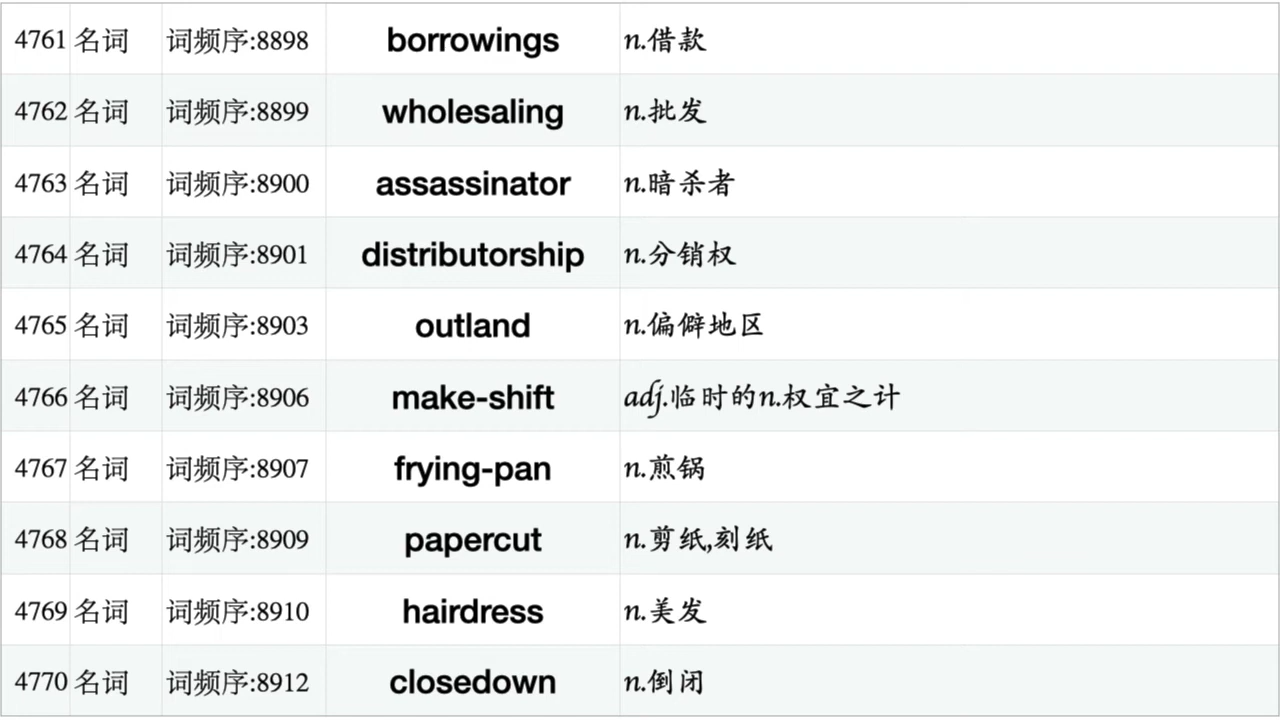 4761 名词 词频序:8898 borrowings n.借款
4762 名词 词频序:8899 wholesaling n.批发
4763 名词 词频序:8900 assassinator n.暗杀者
4764 名词 词频序:8901 distributorship n.分销权
4765 名词 词频序:8903 outland n.偏僻地区
4766 名词 词频序:8906 make-shift adj.临时的n.权宜之计
4767 名词 词频序:8907 frying-pan n.煎锅
4768 名词 词频序:8909 papercut n.剪纸,刻纸
4769 名词 词频序:8910 hairdress n.美发
4770 名词 词频序:8912 closedown n.倒闭